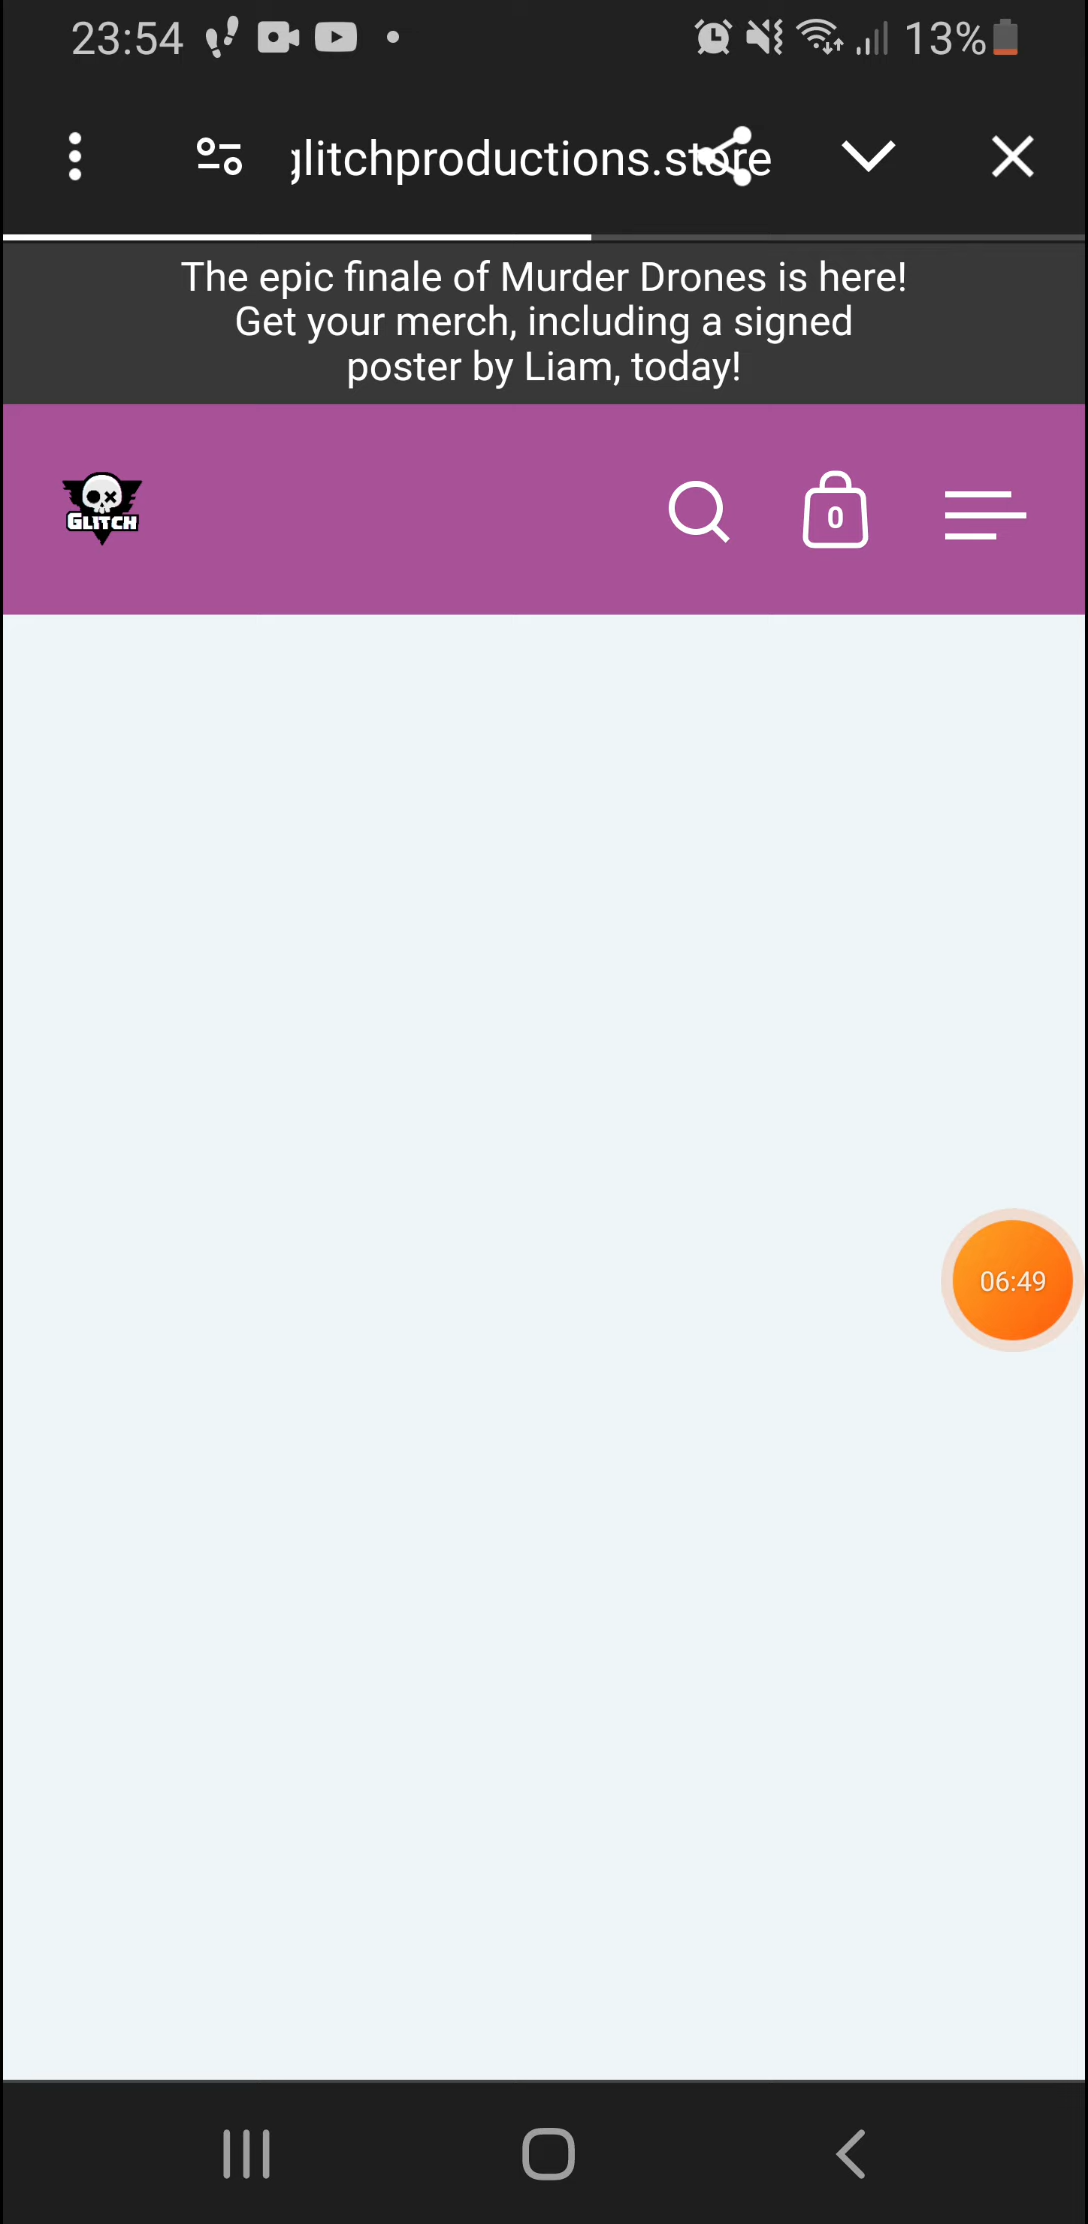 23:54
13%
glitchproductions.store
The epic finale of Murder Drones is here!
Get your merch, including a signed
poster by Liam, today!
GLITCH
0
06:49